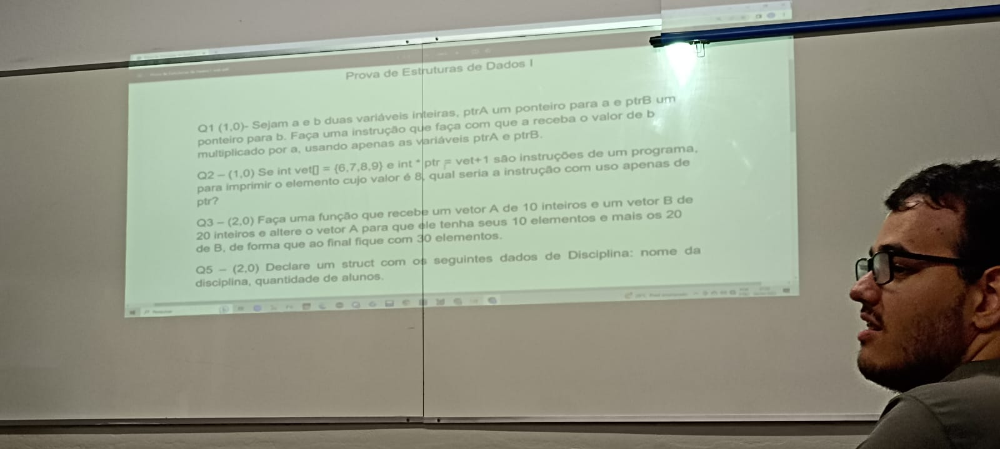 Prova de Estruturas de Dados I
Q1 (1,0)- Sejam a e b duas variáveis inteiras, ptrA um ponteiro para a e ptrB um
ponteiro para b. Faça uma instrução que faça com que a receba o valor de b
multiplicado por a, usando apenas as variáveis ptrA e ptrB.
Q2 – (1,0) Se int vet[] = {6,7,8,9} e int * ptr = vet+1 são instruções de um programa,
para imprimir o elemento cujo valor é 8, qual seria a instrução com uso apenas de
ptr?
Q3 – (2,0) Faça uma função que recebe um vetor A de 10 inteiros e um vetor B de
20 inteiros e altere o vetor A para que ele tenha seus 10 elementos e mais os 20
de B, de forma que ao final fique com 30 elementos.
Q5 – (2,0) Declare um struct com os seguintes dados de Disciplina: nome da
disciplina, quantidade de alunos.
Pesquisar